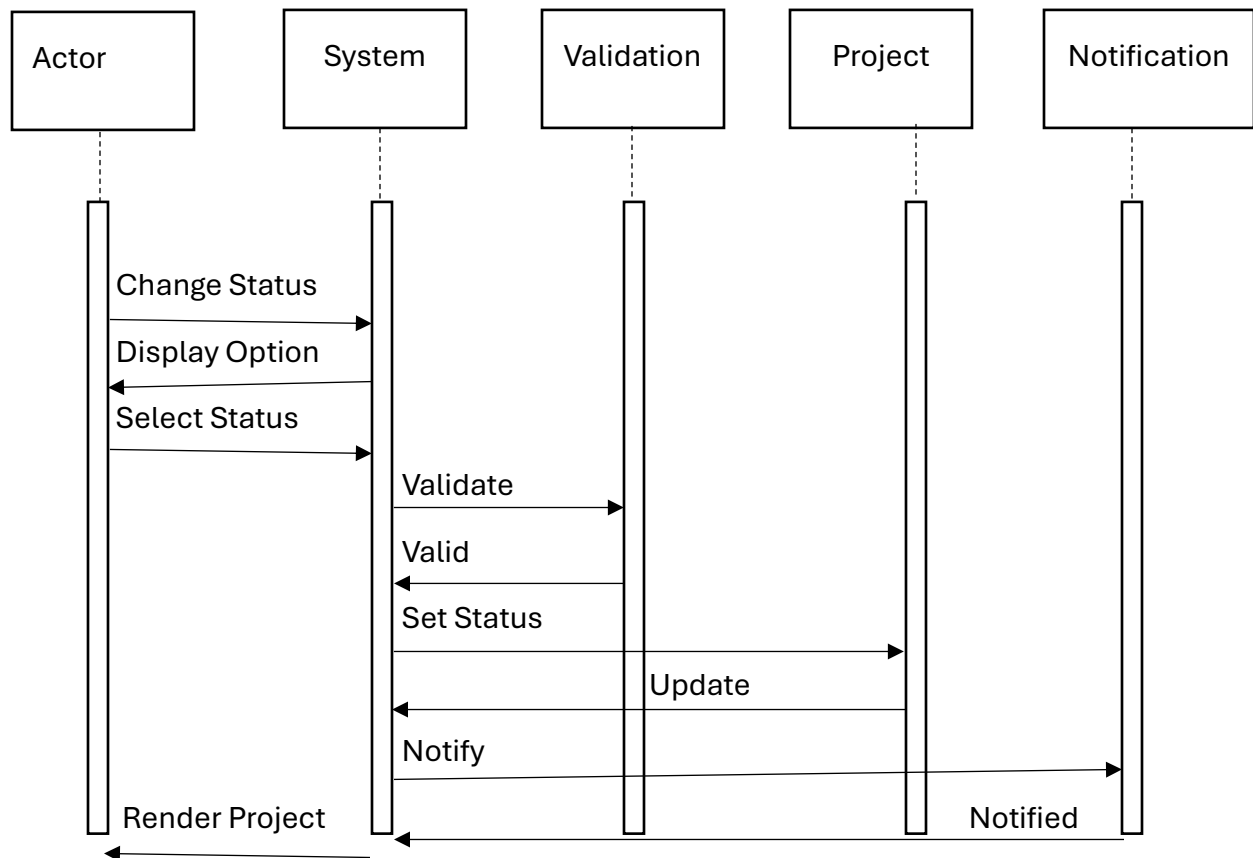 Actor
System
Validation
Project
Notification
Change Status
Display Option
Select Status
Validate
Valid
Set Status
Update
Notify
Render Project
Notified